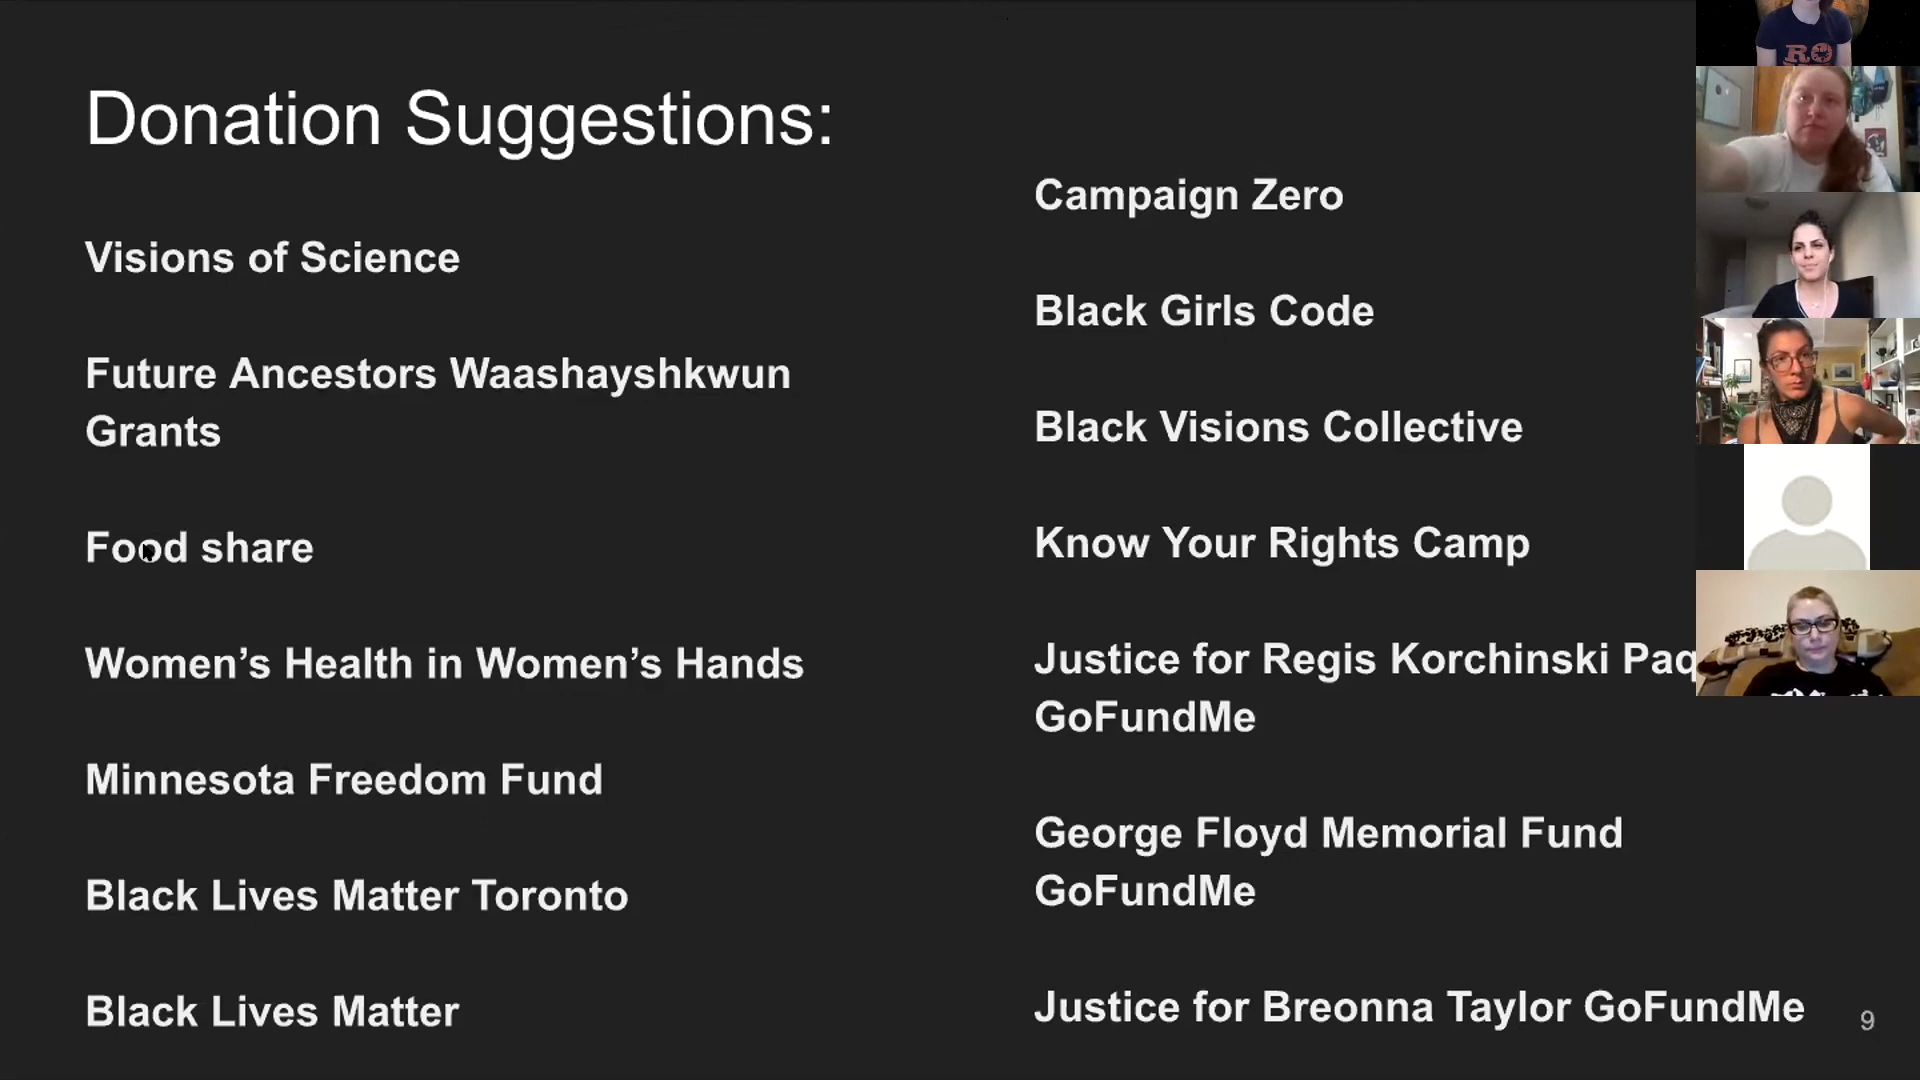 Donation Suggestions:
Visions of Science
Future Ancestors Waashayshkwun
Grants
Food share
Women’s Health in Women’s Hands
Minnesota Freedom Fund
Black Lives Matter Toronto
Black Lives Matter
Campaign Zero
Black Girls Code
Black Visions Collective
Know Your Rights Camp
Justice for Regis Korchinski Paq
GoFundMe
George Floyd Memorial Fund
GoFundMe
Justice for Breonna Taylor GoFundMe
9
RO